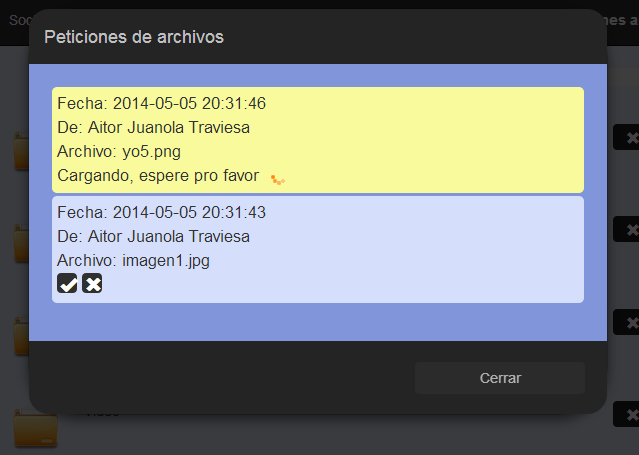 Peticiones de archivos
Fecha: 2014-05-05 20:31:46
De: Aitor Juanola Traviesa
Archivo: yo5.png
Cargando, espere pro favor
Fecha: 2014-05-05 20:31:43
De: Aitor Juanola Traviesa
Archivo: imagen1.jpg
Cerrar